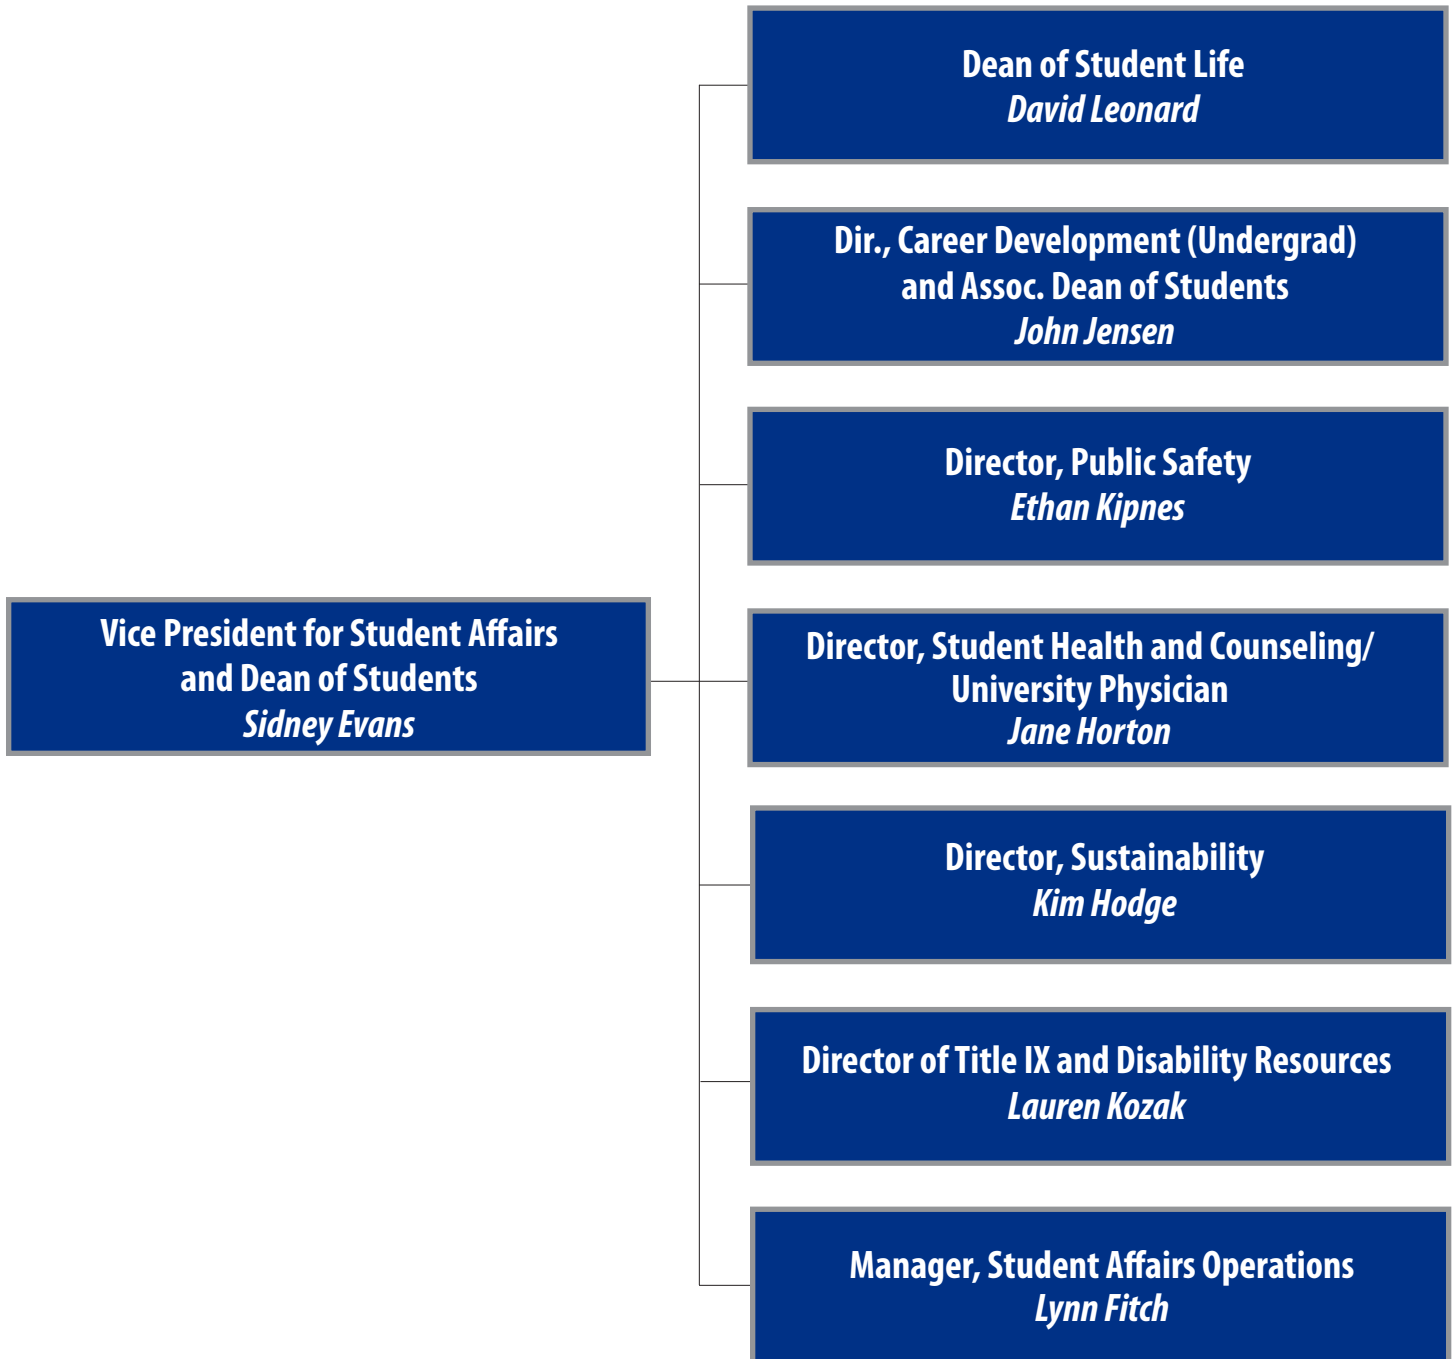 Dean of Student Life
David Leonard
Dir., Career Development (Undergrad)
and Assoc. Dean of Students
John Jensen
Director, Public Safety
Ethan Kipnes
Vice President for Student Affairs
and Dean of Students
Sidney Evans
Director, Student Health and Counseling/
University Physician
Jane Horton
Director, Sustainability
Kim Hodge
Director of Title IX and Disability Resources
Lauren Kozak
Manager, Student Affairs Operations
Lynn Fitch